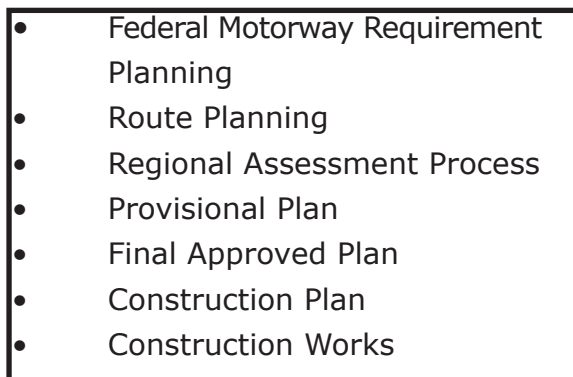 • Federal Motorway Requirement
Planning
• Route Planning
• Regional Assessment Process
• Provisional Plan
• Final Approved Plan
• Construction Plan
• Construction Works